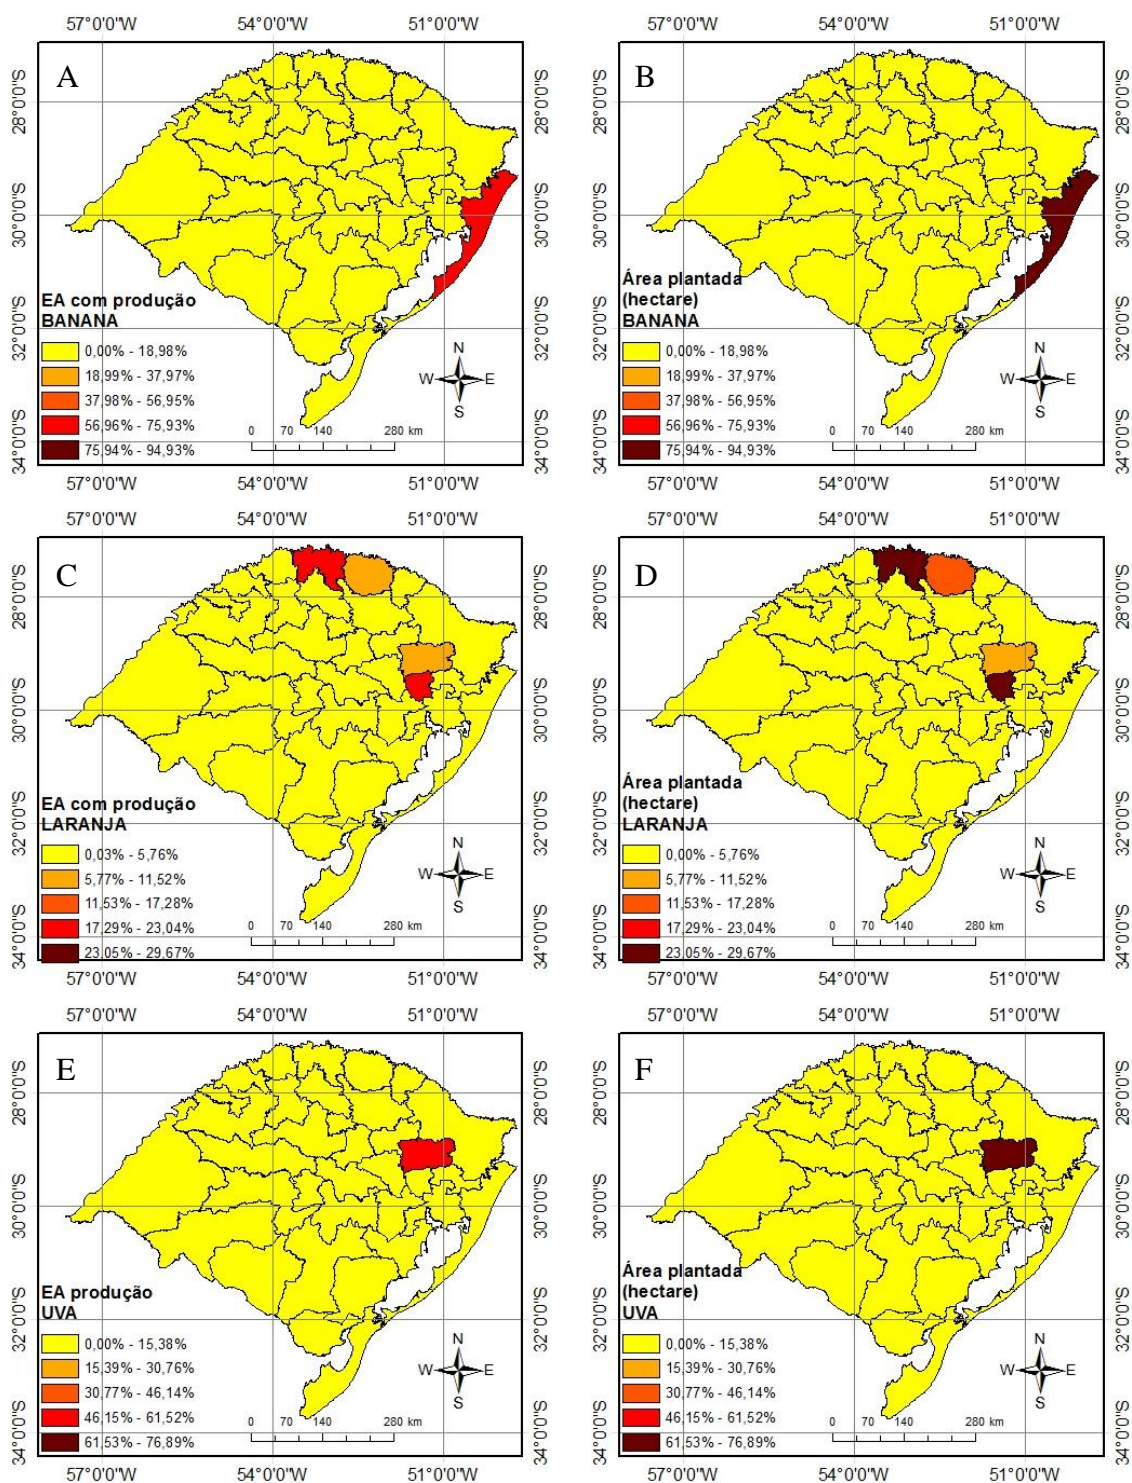 57°0'0"W 54°0'0"W 51°0'0"W 57°0'0"W 54°0'0"W 51°0'0"W
A
28°0'0"S
30°0'0"S
32°0'0"S
34°0'0"S
EA com produção
BANANA
0,00% - 18,98%
18,99% - 37,97%
37,98% - 56,95%
56,96% - 75,93%
75,94% - 94,93%
N
W E
S
0 70 140 280 km
28°0'0"S
30°0'0"S
32°0'0"S
34°0'0"S
B
28°0'0"S
30°0'0"S
32°0'0"S
34°0'0"S
Área plantada
(hectare)
BANANA
0,00% - 18,98%
18,99% - 37,97%
37,98% - 56,95%
56,96% - 75,93%
75,94% - 94,93%
N
W E
S
0 70 140 280 km
28°0'0"S
30°0'0"S
32°0'0"S
34°0'0"S
57°0'0"W 54°0'0"W 51°0'0"W 57°0'0"W 54°0'0"W 51°0'0"W
57°0'0"W 54°0'0"W 51°0'0"W 57°0'0"W 54°0'0"W 51°0'0"W
C
28°0'0"S
30°0'0"S
32°0'0"S
34°0'0"S
EA com produção
LARANJA
0,03% - 5,76%
5,77% - 11,52%
11,53% - 17,28%
17,29% - 23,04%
23,05% - 29,67%
N
W E
S
0 70 140 280 km
28°0'0"S
30°0'0"S
32°0'0"S
34°0'0"S
D
28°0'0"S
30°0'0"S
32°0'0"S
34°0'0"S
Área plantada
(hectare)
LARANJA
0,00% - 5,76%
5,77% - 11,52%
11,53% - 17,28%
17,29% - 23,04%
23,05% - 29,67%
N
W E
S
0 70 140 280 km
28°0'0"S
30°0'0"S
32°0'0"S
34°0'0"S
57°0'0"W 54°0'0"W 51°0'0"W 57°0'0"W 54°0'0"W 51°0'0"W
E
28°0'0"S
30°0'0"S
32°0'0"S
34°0'0"S
EA produção
UVA
0,00% - 15,38%
15,39% - 30,76%
30,77% - 46,14%
46,15% - 61,52%
61,53% - 76,89%
N
W E
S
0 70 140 280 km
28°0'0"S
30°0'0"S
32°0'0"S
34°0'0"S
F
28°0'0"S
30°0'0"S
32°0'0"S
34°0'0"S
Área plantada
(hectare)
UVA
0,00% - 15,38%
15,39% - 30,76%
30,77% - 46,14%
46,15% - 61,52%
61,53% - 76,89%
N
W E
S
0 70 140 280 km
28°0'0"S
30°0'0"S
32°0'0"S
34°0'0"S
57°0'0"W 54°0'0"W 51°0'0"W 57°0'0"W 54°0'0"W 51°0'0"W